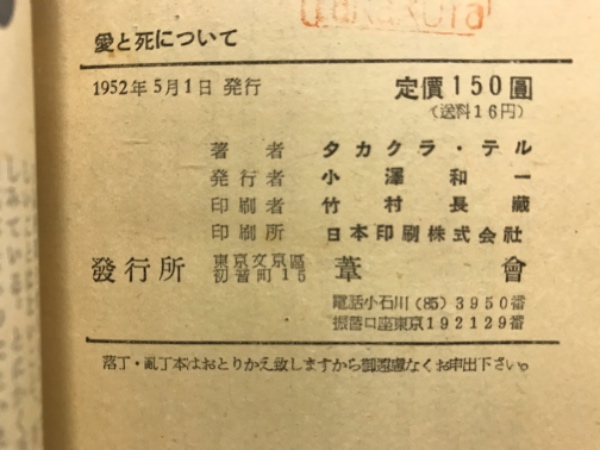 Takakura
愛と死について
1952年5月1日 発行 定價150圓
(送料16円)
著者 タカクラ・テル
発行者 小澤和一
印刷者 竹村長蔵
印刷所 日本印刷株式会社
發行所 東京文京區初音町15 葦會
電話小石川(85)3950番
振替口座東京192129番
落丁・乱丁本はおとりかえ致しますから御遠慮なくお申出下さい。